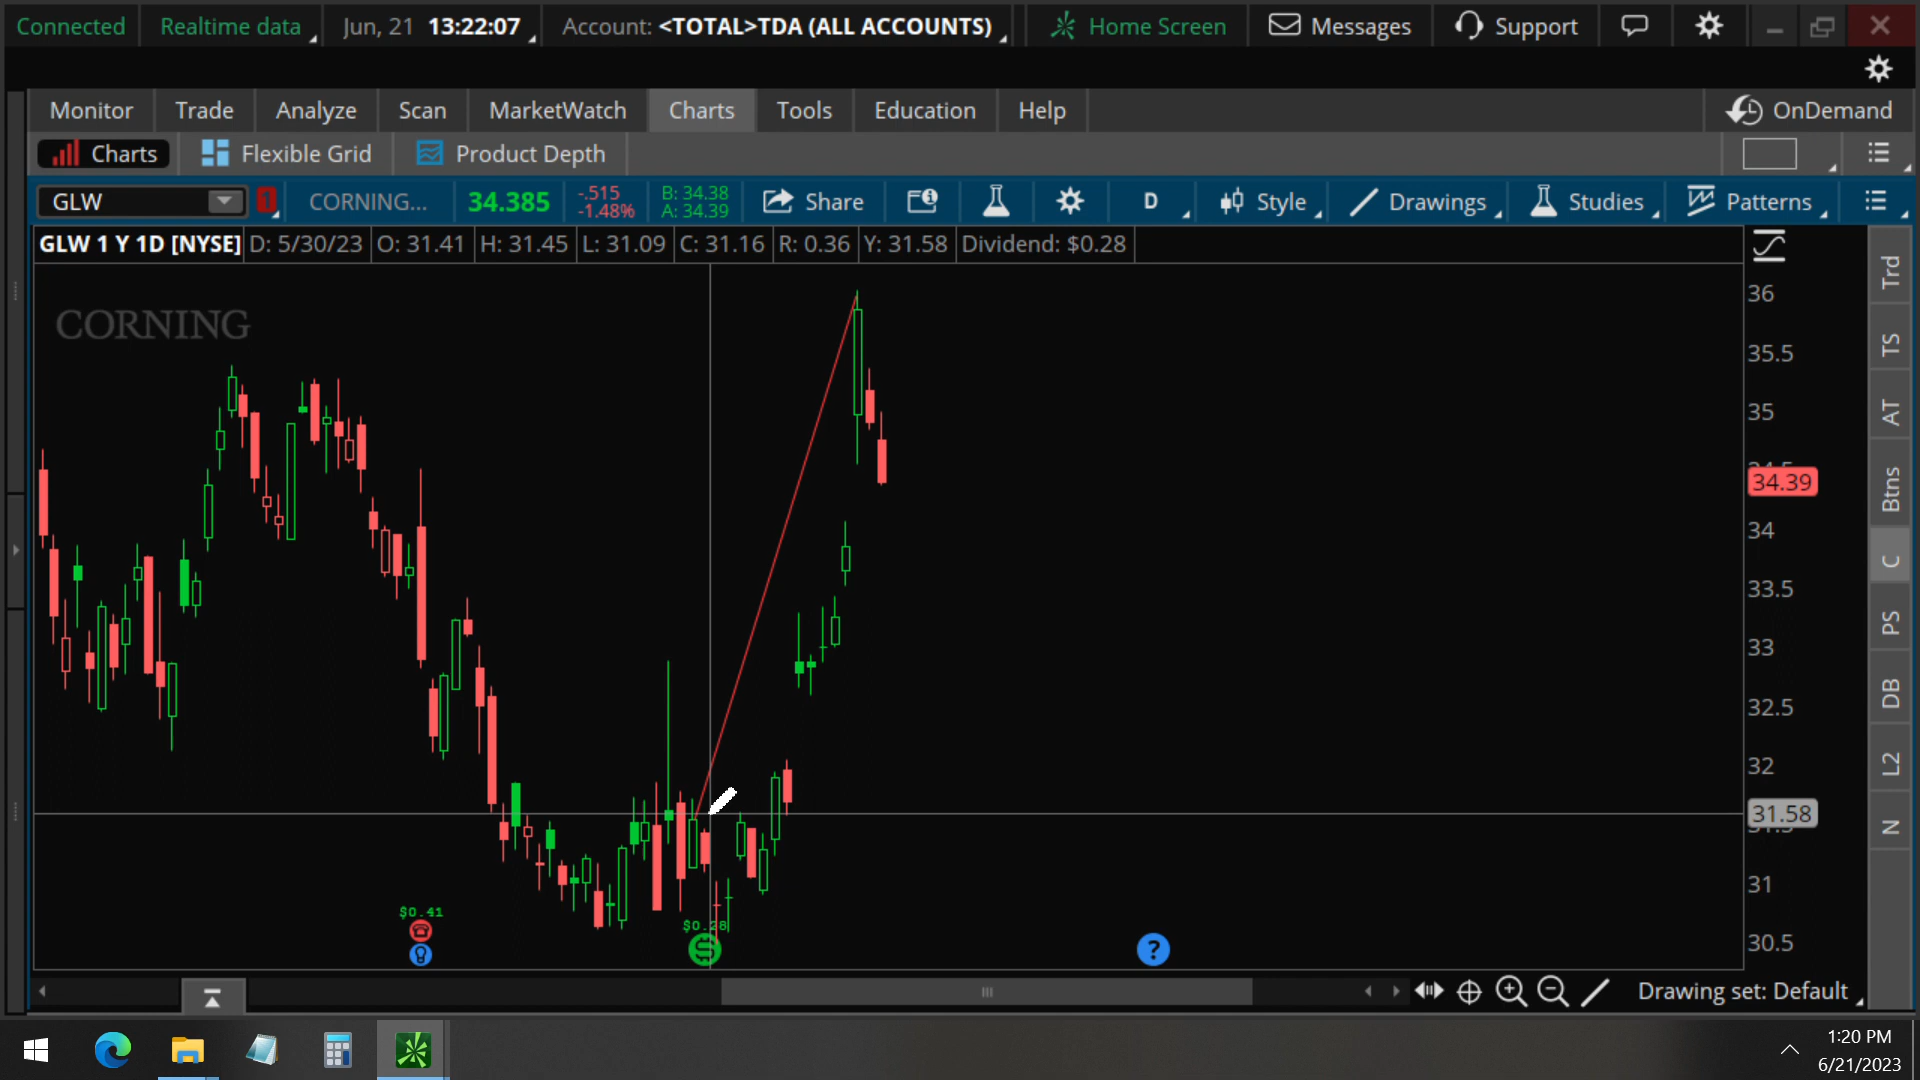 Connected Realtime data Jun, 21 13:22:07 Account: <TOTAL>TDA (ALL ACCOUNTS) Home Screen Messages Support
Monitor Trade Analyze Scan MarketWatch Charts Tools Education Help OnDemand
Charts Flexible Grid Product Depth
GLW 1 CORNING... 34.385 -.515 B: 34.38 Share D Style Drawings Studies Patterns
-1.48% A: 34.39
GLW 1 Y 1D [NYSE] D: 5/30/23 O: 31.41 H: 31.45 L: 31.09 C: 31.16 R: 0.36 Y: 31.58 Dividend: $0.28
CORNING
36
35.5
35
34.39
34
33.5
33
32.5
32
31.58
31
30.5
Trd
TS
AT
Btns
C
PS
DB
L2
N
$0.41
$0.28
$
?
Drawing set: Default
1:20 PM
6/21/2023